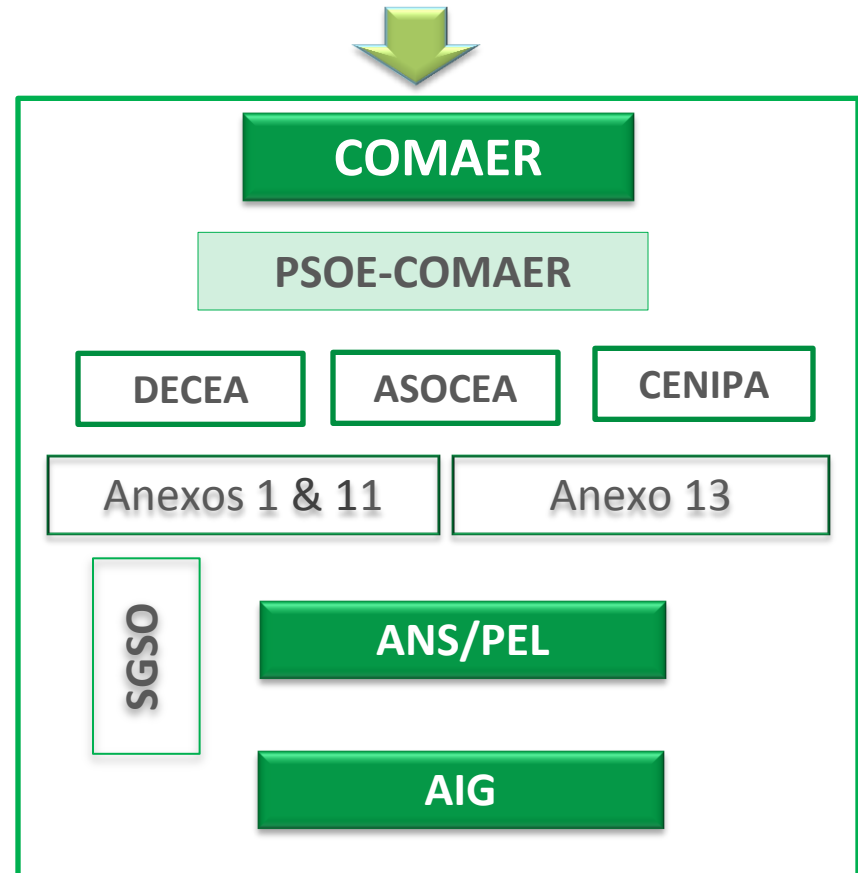 COMAER
PSOE-COMAER
DECEA
ASOCEA
CENIPA
Anexos 1 & 11
Anexo 13
SGSO
ANS/PEL
AIG